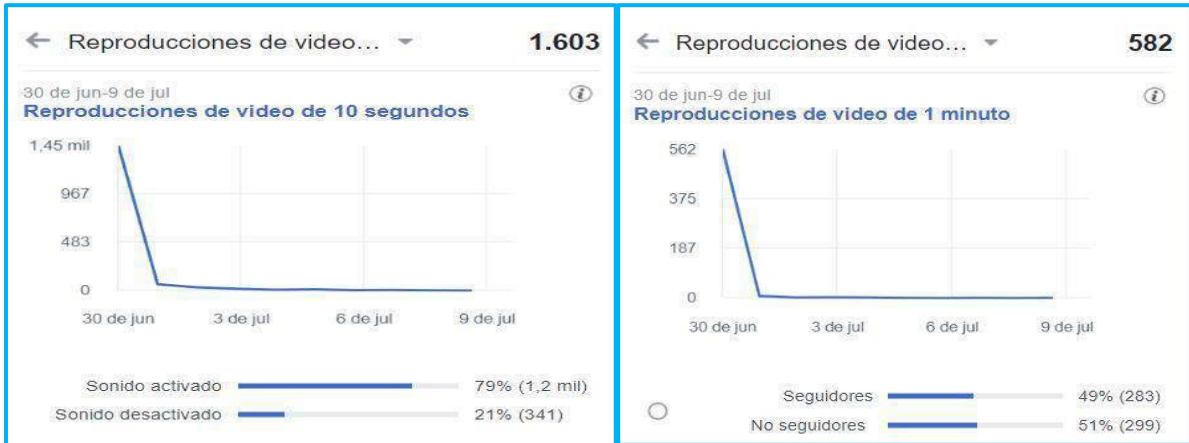 Reproducciones de video... 1.603
30 de jun-9 de jul
Reproducciones de video de 10 segundos
1,45 mil
967
483
0
30 de jun 3 de jul 6 de jul 9 de jul
Sonido activado 79% (1,2 mil)
Sonido desactivado 21% (341)
Reproducciones de video... 582
30 de jun-9 de jul
Reproducciones de video de 1 minuto
562
375
187
0
30 de jun 3 de jul 6 de jul 9 de jul
Seguidores 49% (283)
No seguidores 51% (299)